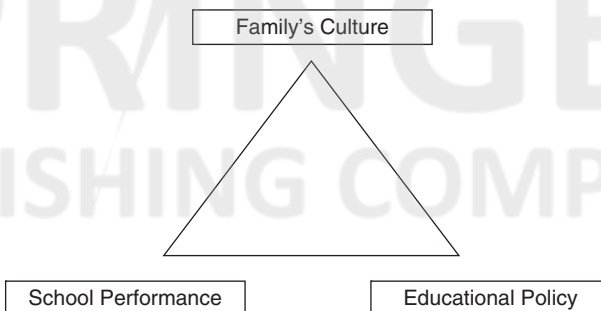 Family's Culture
RINGE
ISHING COMP
School Performance
Educational Policy